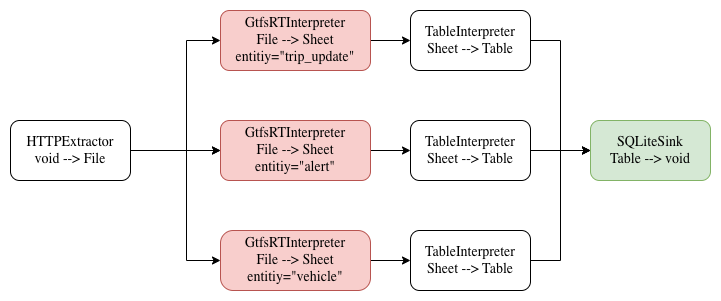 HTTPExtractor
void --> File
GtfsRTInterpreter
File --> Sheet
entitiy="trip_update"
TableInterpreter
Sheet --> Table
GtfsRTInterpreter
File --> Sheet
entitiy="alert"
TableInterpreter
Sheet --> Table
GtfsRTInterpreter
File --> Sheet
entitiy="vehicle"
TableInterpreter
Sheet --> Table
SQLiteSink
Table --> void